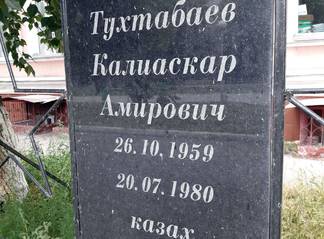 Тухтабаев
Калиаскар
Амирович
26.10,1959
20.07.1980
казах